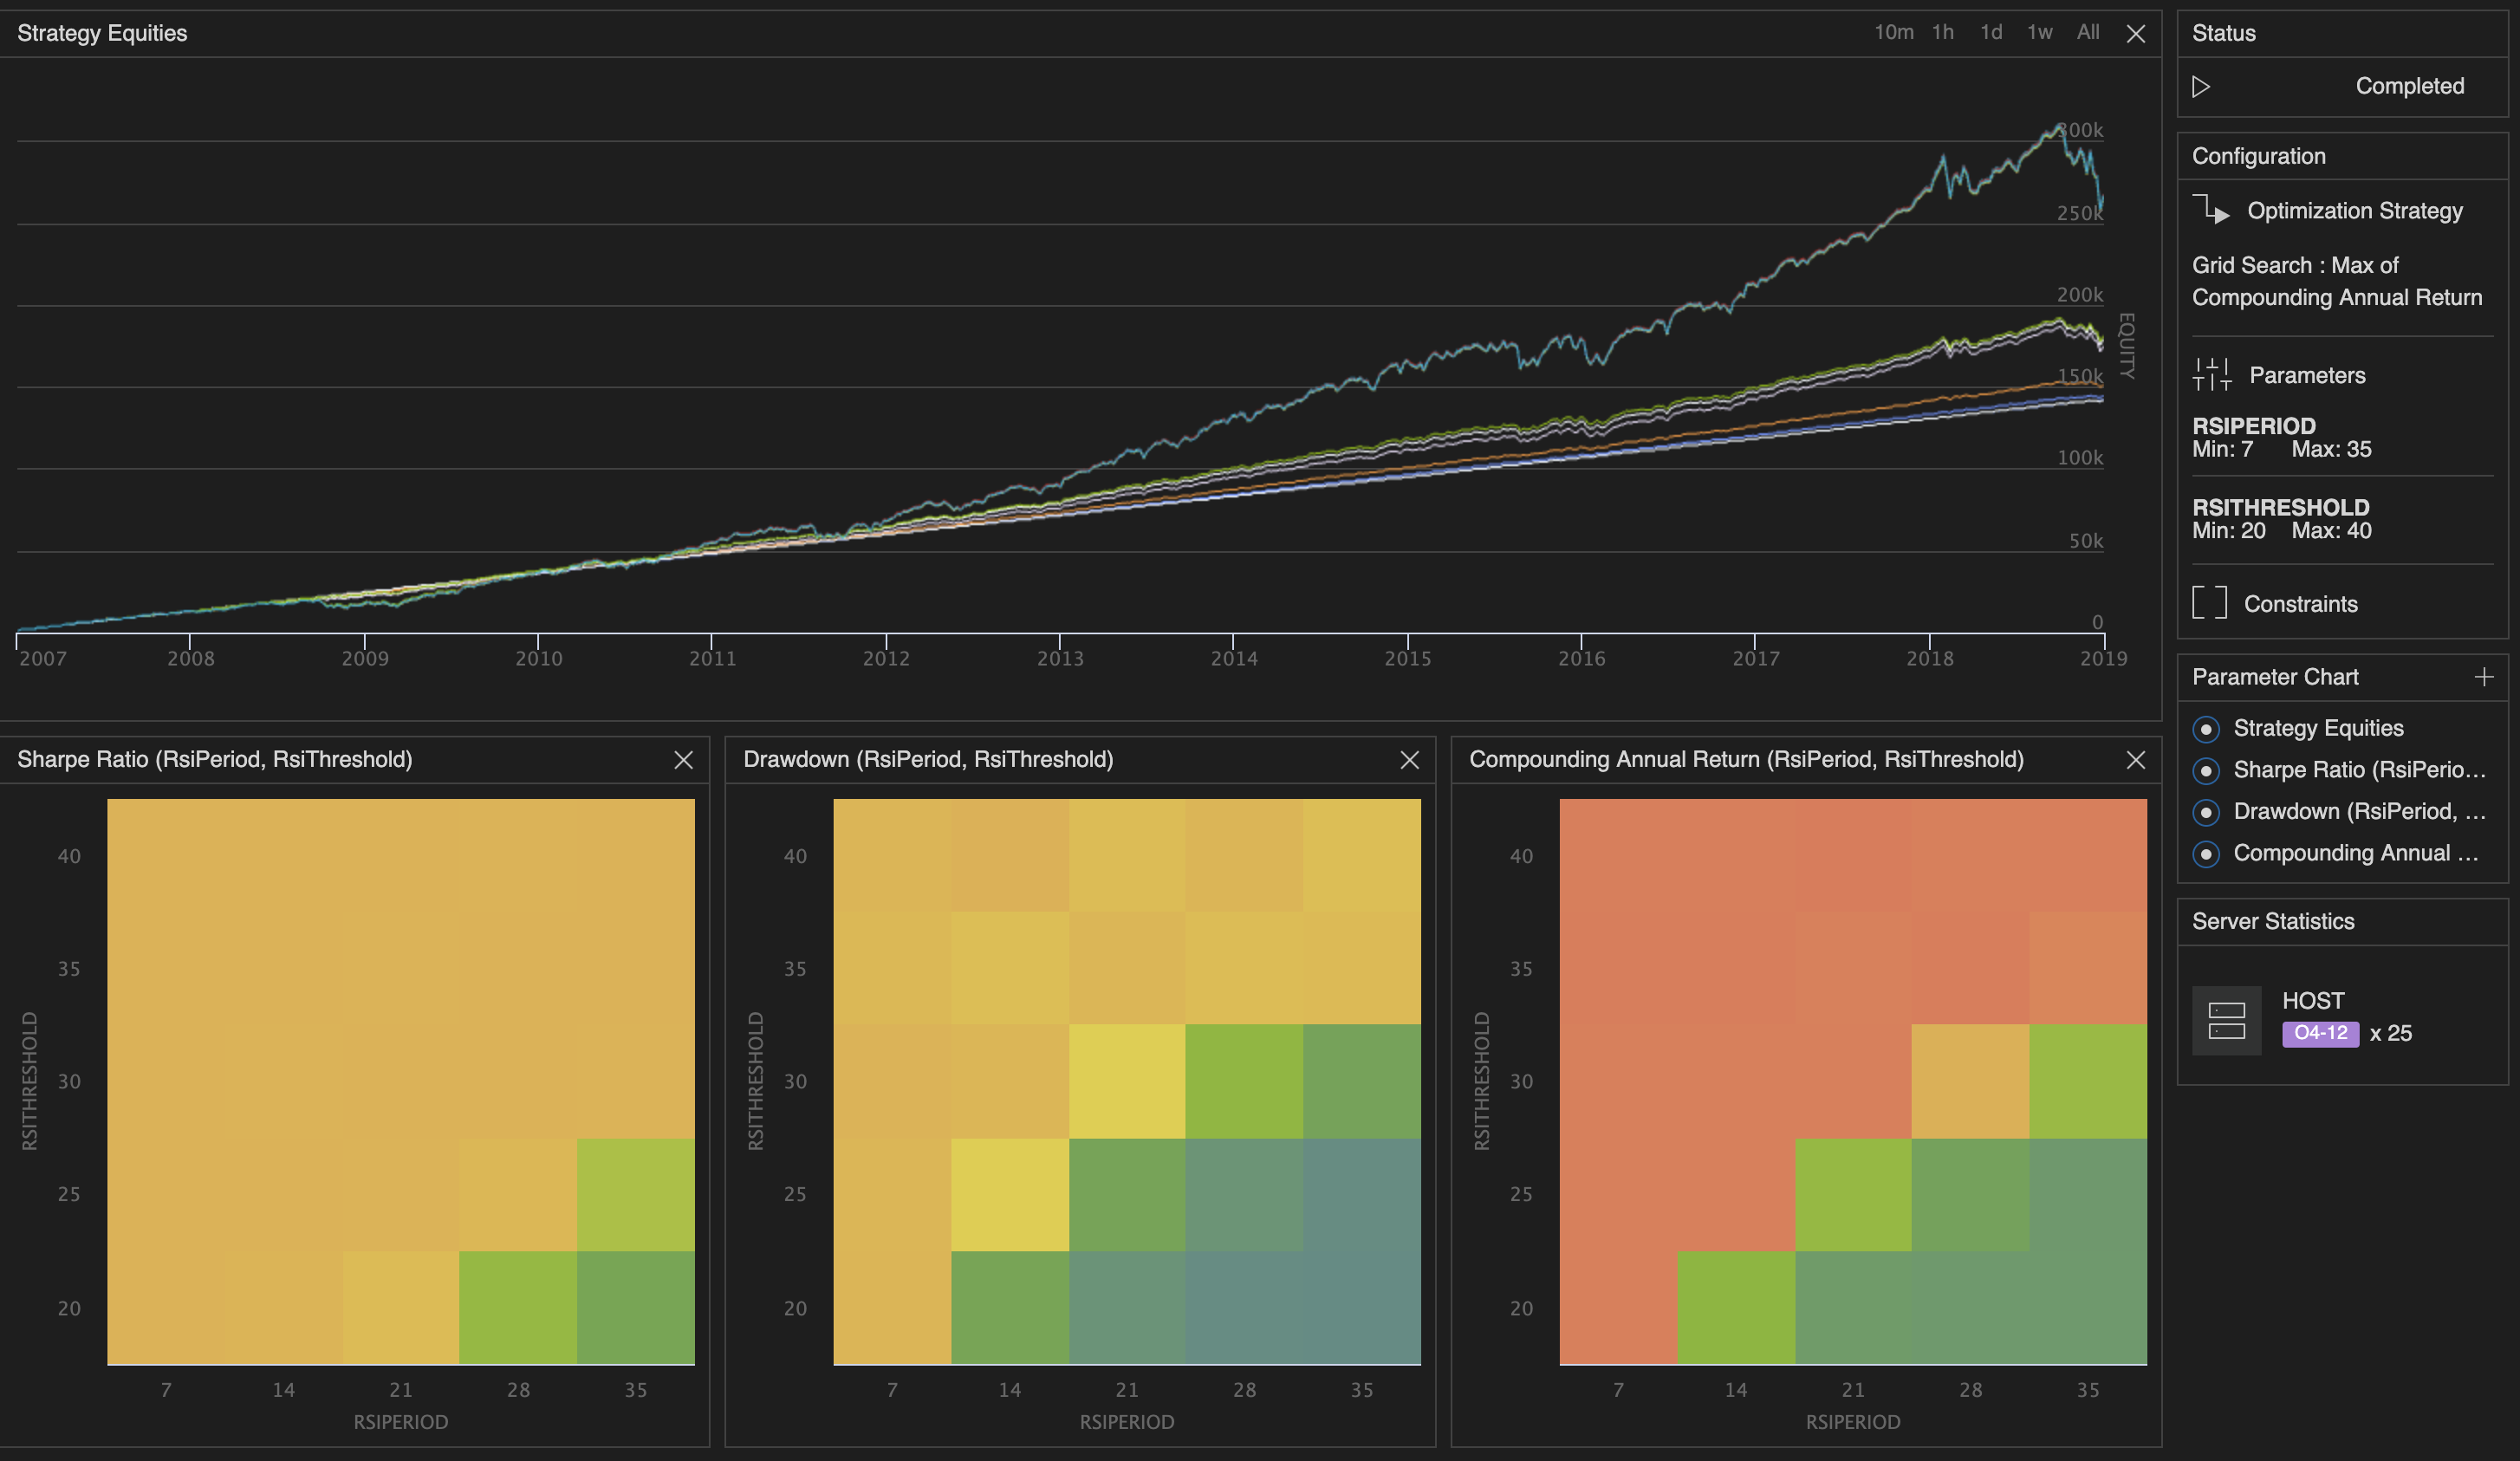 Strategy Equities
10m 1h 1d 1w All
300k
250k
200k
150k
100k
50k
0
EQUITY
2007 2008 2009 2010 2011 2012 2013 2014 2015 2016 2017 2018 2019
Sharpe Ratio (RsiPeriod, RsiThreshold)
40
35
30
25
20
RSITHRESHOLD
7 14 21 28 35
RSIPERIOD
Drawdown (RsiPeriod, RsiThreshold)
40
35
30
25
20
RSITHRESHOLD
7 14 21 28 35
RSIPERIOD
Compounding Annual Return (RsiPeriod, RsiThreshold)
40
35
30
25
20
RSITHRESHOLD
7 14 21 28 35
RSIPERIOD
Status
Completed
Configuration
Optimization Strategy
Grid Search : Max of
Compounding Annual Return
Parameters
RSIPERIOD
Min: 7 Max: 35
RSITHRESHOLD
Min: 20 Max: 40
Constraints
Parameter Chart
Strategy Equities
Sharpe Ratio (RsiPerio...
Drawdown (RsiPeriod, ...
Compounding Annual ...
Server Statistics
HOST
O4-12 x 25